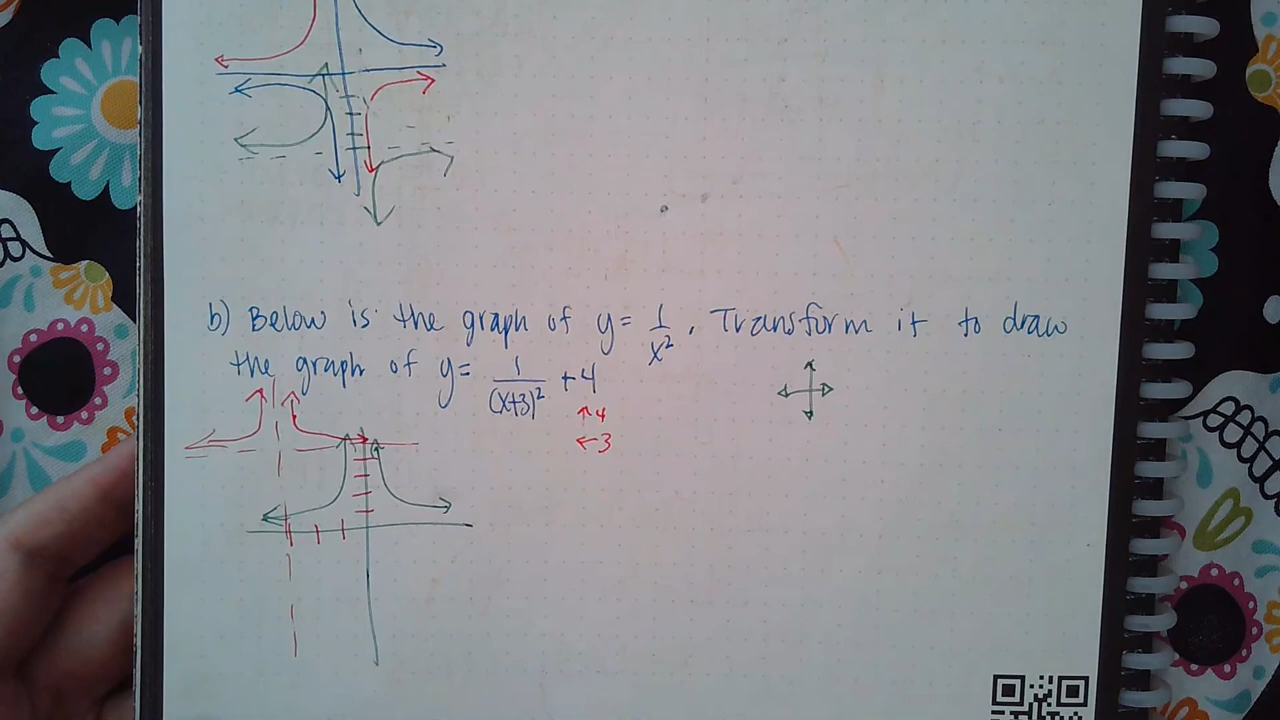 b) Below is the graph of y = 1/x². Transform it to draw
the graph of y = 1/(x+3)² + 4
↑4
←3